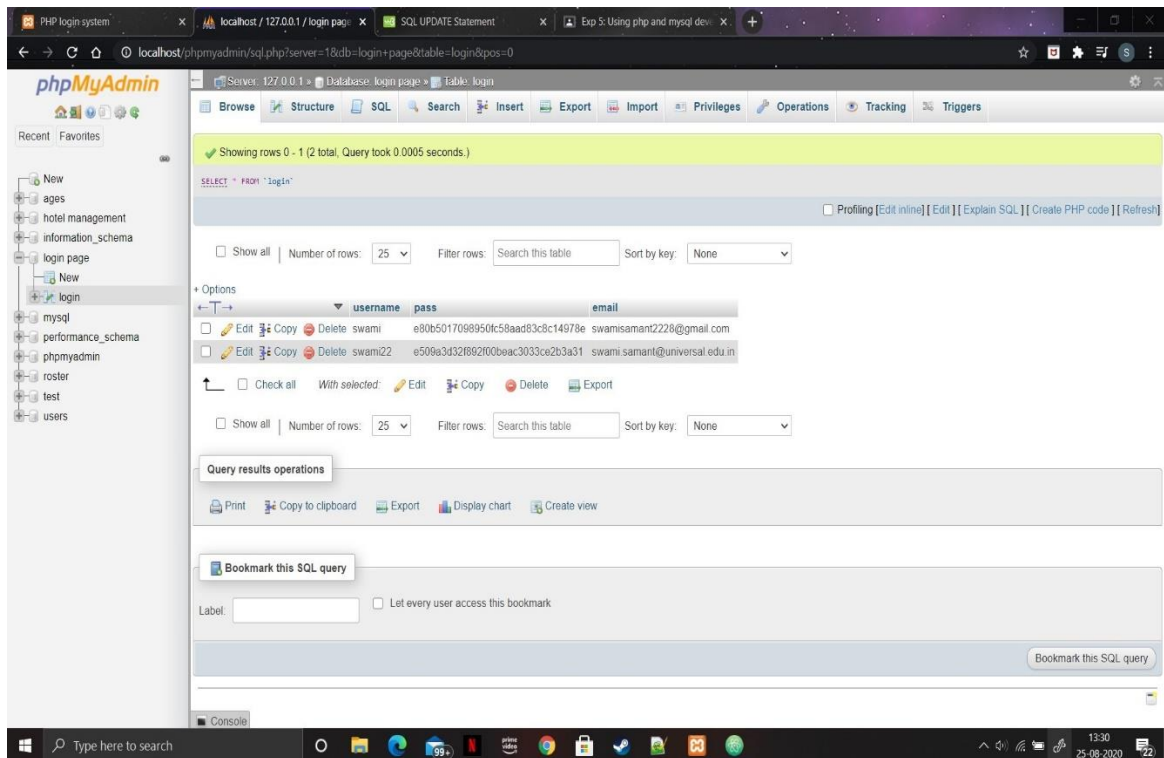 PHP login system
localhost / 127.0.0.1 / login page
SQL UPDATE Statement
Exp 5: Using php and mysql deve
localhost/phpmyadmin/sql.php?server=1&db=login+page&table=login&pos=0
S
phpMyAdmin
Recent Favorites
New
ages
hotel management
information_schema
login page
New
login
mysql
performance_schema
phpmyadmin
roster
test
users
Server: 127.0.0.1 » Database: login page » Table: login
Browse Structure SQL Search Insert Export Import Privileges Operations Tracking Triggers
Showing rows 0 - 1 (2 total, Query took 0.0005 seconds.)
SELECT * FROM `login`
Profiling [Edit inline] [ Edit ] [ Explain SQL ] [ Create PHP code ] [ Refresh]
Show all | Number of rows: 25 Filter rows: Search this table Sort by key: None
+ Options
←T→ username pass email
Edit Copy Delete swami e80b5017098950fc58aad83c8c14978e swamisamant2228@gmail.com
Edit Copy Delete swami22 e509a3d32f892f00beac3033ce2b3a31 swami.samant@universal.edu.in
Check all With selected: Edit Copy Delete Export
Show all | Number of rows: 25 Filter rows: Search this table Sort by key: None
Query results operations
Print Copy to clipboard Export Display chart Create view
Bookmark this SQL query
Label: Let every user access this bookmark
Bookmark this SQL query
Console
Type here to search
99+
N
prime video
13:30
25-08-2020
22